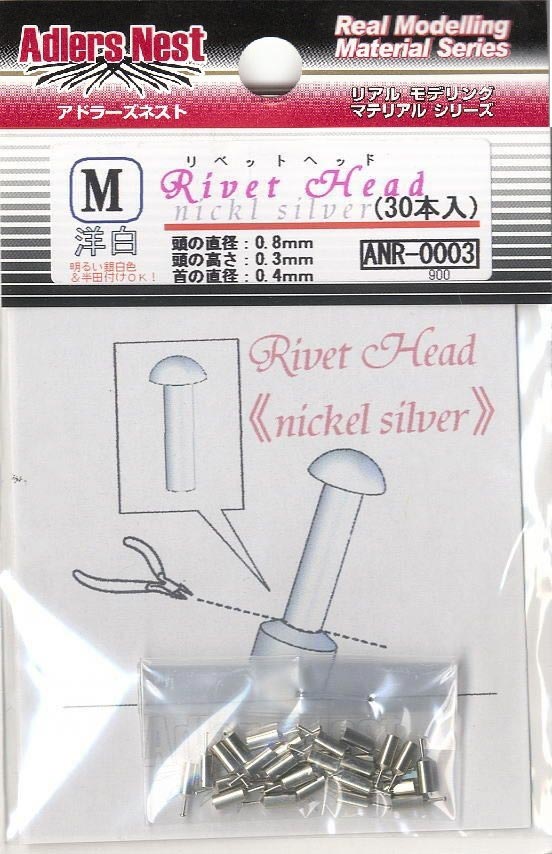 Adlers Nest
アドラーズネスト
Real Modelling
Material Series
リアル モデリング
マテリアル シリーズ
M
洋白
明るい銀白色
&半田付けOK!
リベットヘッド
Rivet Head
nickl silver(30本入)
頭の直径:0.8mm
頭の高さ:0.3mm
首の直径:0.4mm
ANR-0003
900
Rivet Head
《nickel silver》
Adlers Nest